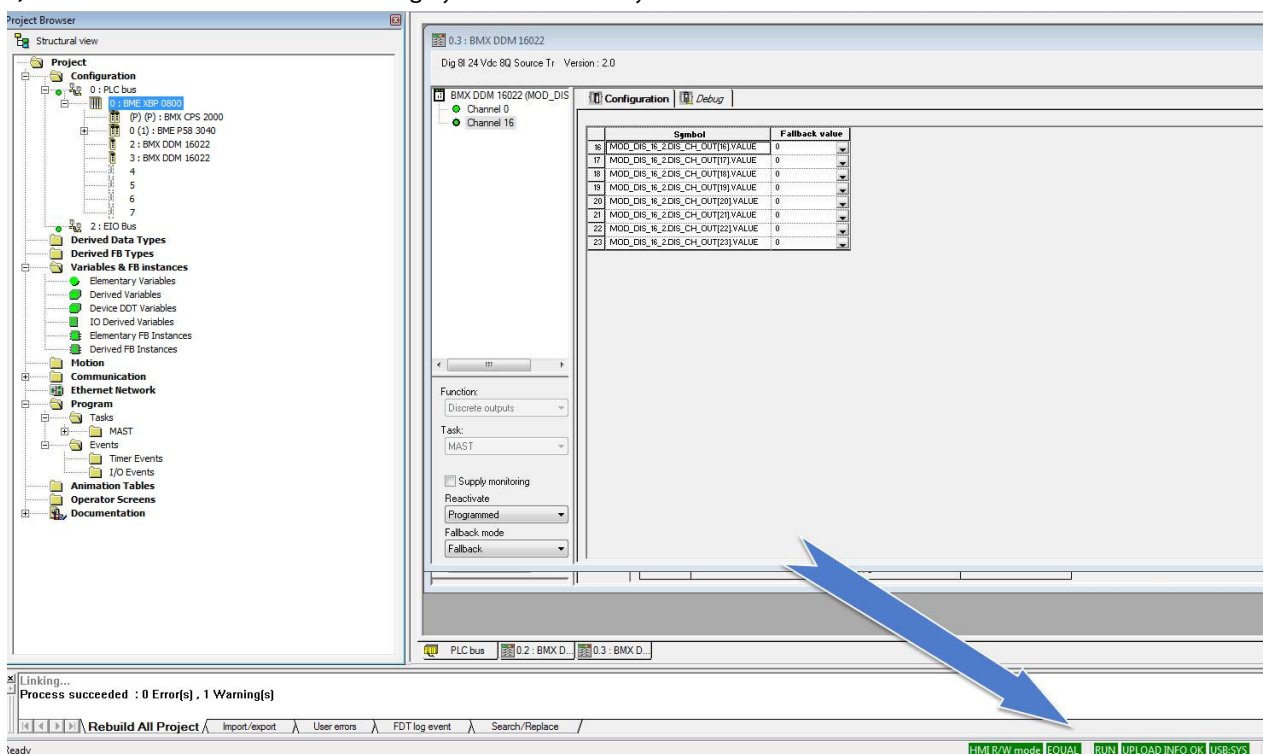 Project Browser
Structural view
Project
Configuration
0 : PLC bus
0 : BME XBP 0800
(P) (P) : BMX CPS 2000
0 (1) : BME P58 3040
2 : BMX DDM 16022
3 : BMX DDM 16022
4
5
6
7
2 : EIO Bus
Derived Data Types
Derived FB Types
Variables & FB instances
Elementary Variables
Derived Variables
Device DDT Variables
IO Derived Variables
Elementary FB Instances
Derived FB Instances
Motion
Communication
Ethernet Network
Program
Tasks
MAST
Events
Timer Events
I/O Events
Animation Tables
Operator Screens
Documentation
0.3 : BMX DDM 16022
Dig 8I 24 Vdc 8Q Source Tr Version : 2.0
BMX DDM 16022 (MOD_DIS
Channel 0
Channel 16
Function:
Discrete outputs
Task:
MAST
Supply monitoring
Reactivate
Programmed
Fallback mode
Fallback
Configuration Debug
Symbol Fallback value
16 MOD_DIS_16_2.DIS_CH_OUT[16].VALUE 0
17 MOD_DIS_16_2.DIS_CH_OUT[17].VALUE 0
18 MOD_DIS_16_2.DIS_CH_OUT[18].VALUE 0
19 MOD_DIS_16_2.DIS_CH_OUT[19].VALUE 0
20 MOD_DIS_16_2.DIS_CH_OUT[20].VALUE 0
21 MOD_DIS_16_2.DIS_CH_OUT[21].VALUE 0
22 MOD_DIS_16_2.DIS_CH_OUT[22].VALUE 0
23 MOD_DIS_16_2.DIS_CH_OUT[23].VALUE 0
PLC bus 0.2 : BMX D... 0.3 : BMX D...
Linking...
Process succeeded : 0 Error(s) , 1 Warning(s)
Rebuild All Project Import/export User errors FDT log event Search/Replace
Ready HMI R/W mode EQUAL RUN UPLOAD INFO OK USB:SYS